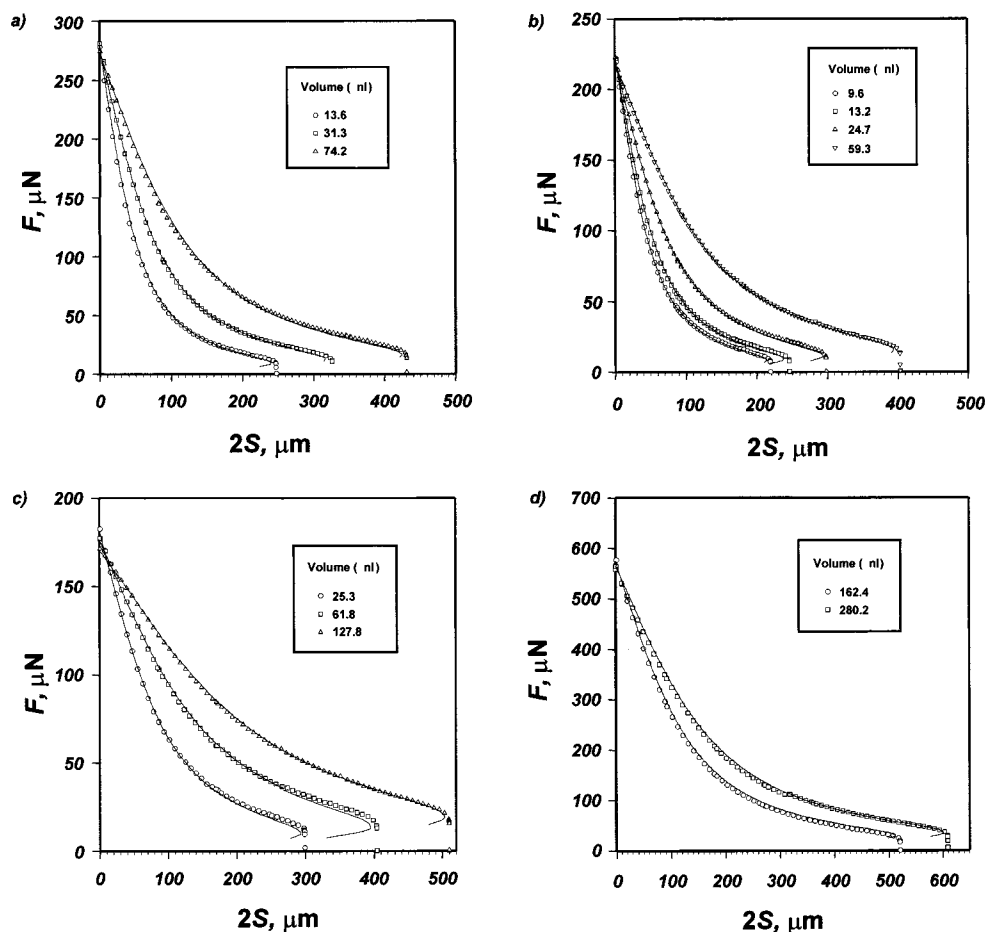 a)
300
250
200
150
100
50
0
F, μN
Volume ( nl)
13.6
31.3
74.2
0 100 200 300 400 500
2S, μm
b)
250
200
150
100
50
0
F, μN
Volume ( nl)
9.6
13.2
24.7
59.3
0 100 200 300 400 500
2S, μm
c)
200
150
100
50
0
F, μN
Volume ( nl)
25.3
61.8
127.8
0 100 200 300 400 500
2S, μm
d)
700
600
500
400
300
200
100
0
F, μN
Volume ( nl)
162.4
280.2
0 100 200 300 400 500 600
2S, μm